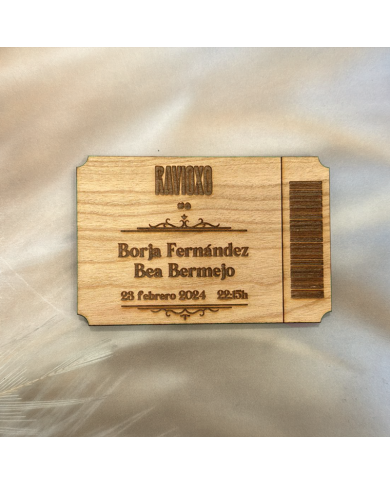 RAVIOXO
Borja Fernández
Bea Bermejo
23 febrero 2024 22:15h